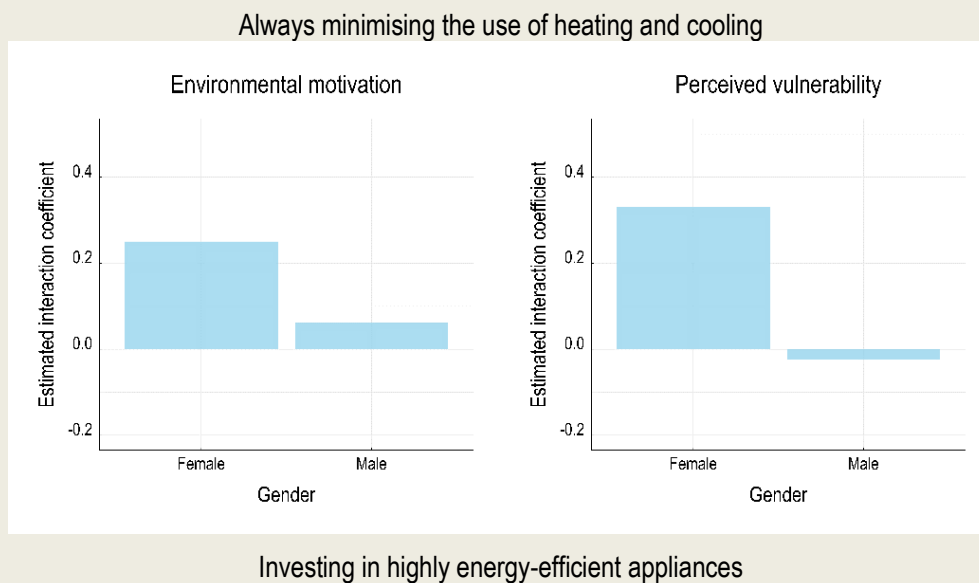 Always minimising the use of heating and cooling
Environmental motivation
Estimated interaction coefficient
0.4
0.2
0.0
-0.2
Female
Male
Gender
Perceived vulnerability
Estimated interaction coefficient
0.4
0.2
0.0
-0.2
Female
Male
Gender
Investing in highly energy-efficient appliances